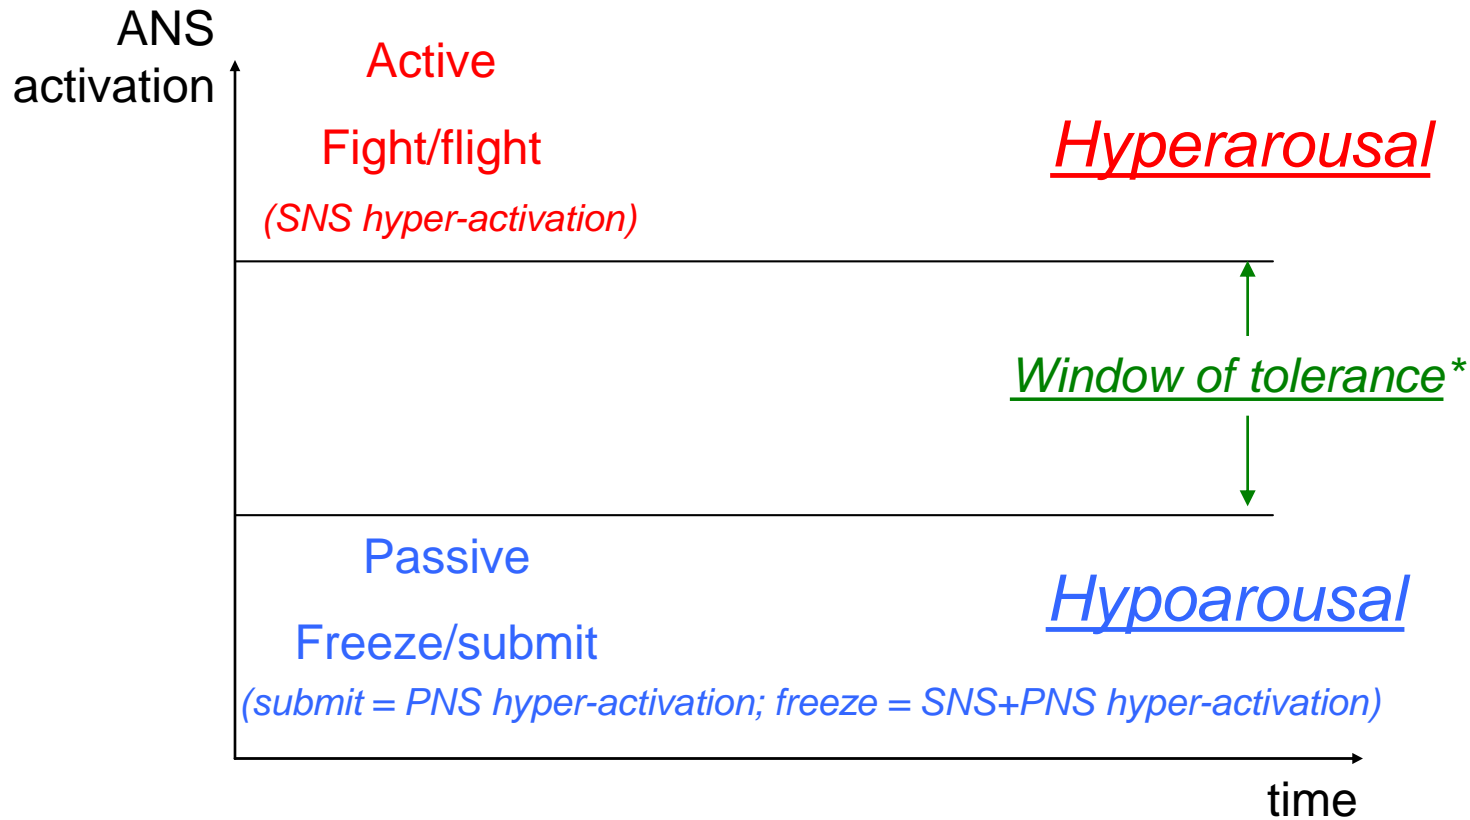 ANS
activation
Active
Fight/flight
(SNS hyper-activation)
Hyperarousal
Window of tolerance*
Passive
Freeze/submit
(submit = PNS hyper-activation; freeze = SNS+PNS hyper-activation)
Hypoarousal
time